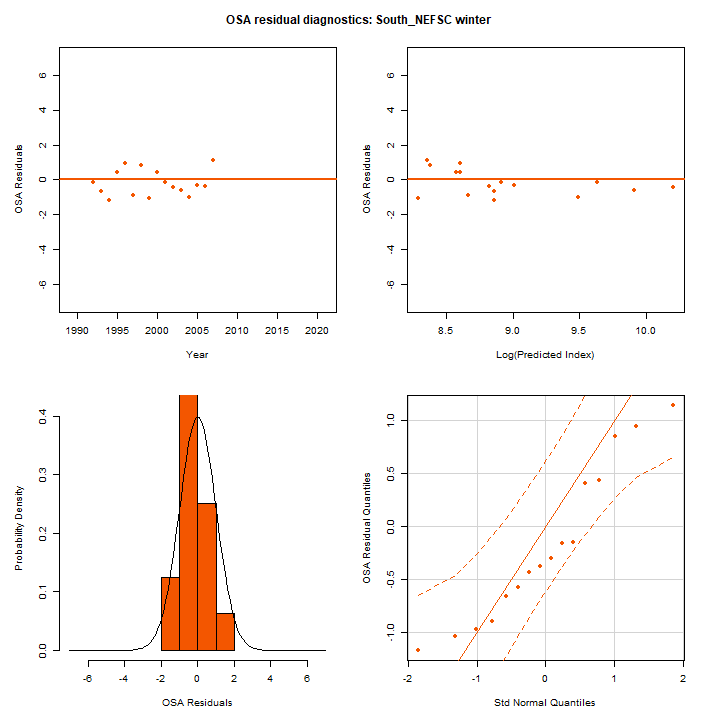 OSA residual diagnostics: South_NEFSC winter
OSA Residuals
6
4
2
0
-2
-4
-6
1990 1995 2000 2005 2010 2015 2020
Year
OSA Residuals
6
4
2
0
-2
-4
-6
8.5 9.0 9.5 10.0
Log(Predicted Index)
Probability Density
0.4
0.3
0.2
0.1
0.0
-6 -4 -2 0 2 4 6
OSA Residuals
OSA Residual Quantiles
1.0
0.5
0.0
-0.5
-1.0
-2 -1 0 1 2
Std Normal Quantiles